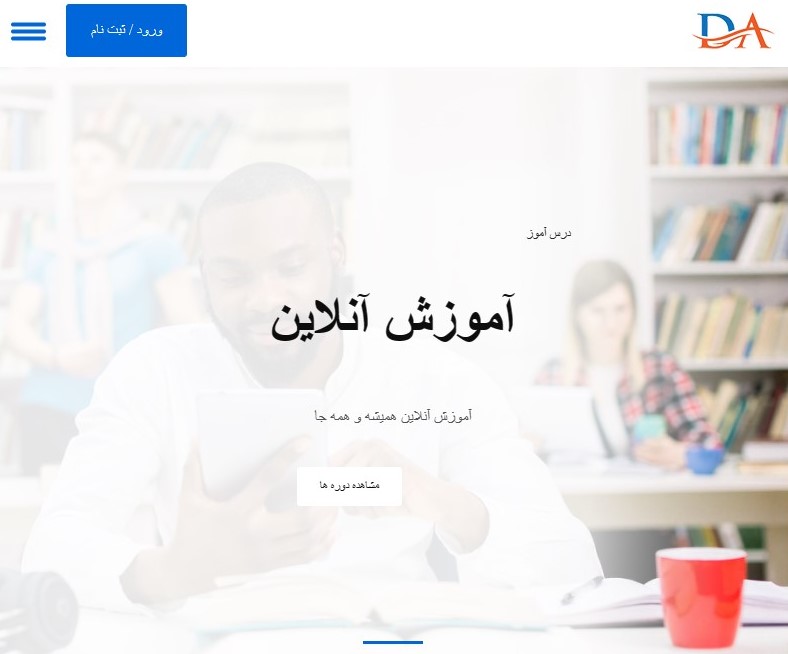 DA
ورود / ثبت نام
درس آموز
آموزش آنلاین
آموزش آنلاین همیشه و همه جا
مشاهده دوره ها